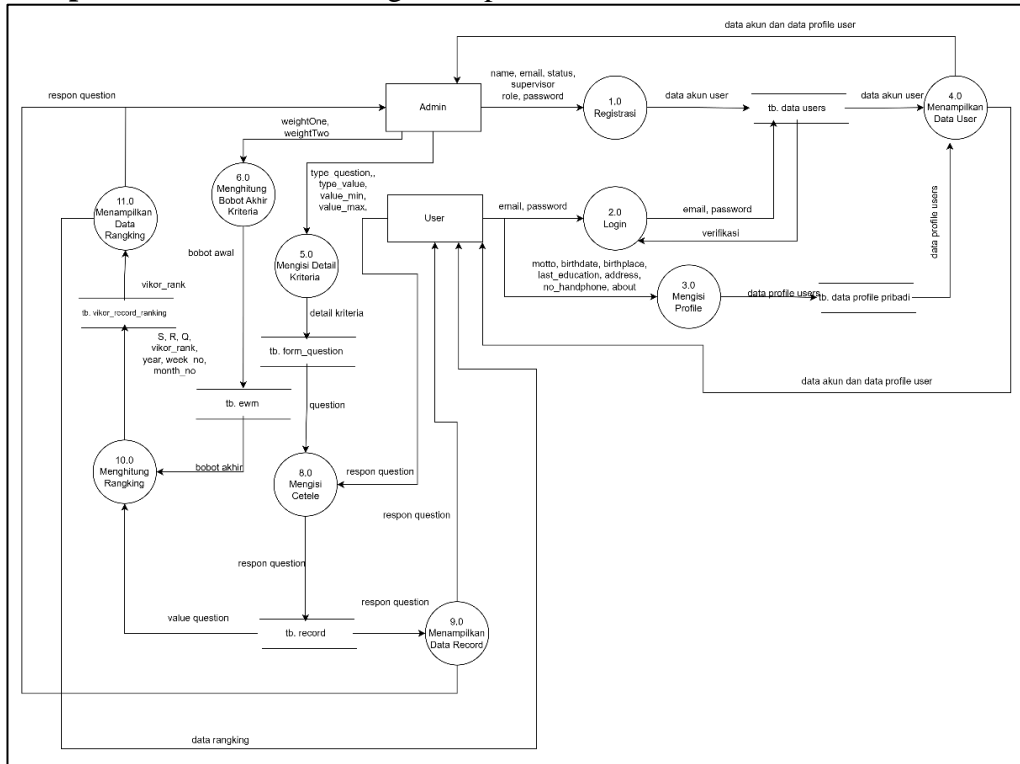 data akun dan data profile user
respon question
Admin
name, email, status,
supervisor
role, password
1.0
Registrasi
data akun user
tb. data users
data akun user
4.0
Menampilkan
Data User
weightOne,
weightTwo
6.0
Menghitung
Bobot Akhir
Kriteria
type_question,,
type_value,
value_min,
value_max.
11.0
Menampilkan
Data
Rangking
User
email, password
2.0
Login
email, password
verifikasi
data profile users
bobot awal
5.0
Mengisi Detail
Kriteria
motto, birthdate, birthplace,
last_education, address,
no_handphone, about
3.0
Mengisi
Profile
data profile users
tb. data profile pribadi
vikor_rank
tb. vikor_record_ranking
detail kriteria
S, R, Q,
vikor_rank,
year, week_no,
month_no
tb. form_question
data akun dan data profile user
tb. ewm
question
10.0
Menghitung
Rangking
bobot akhir
8.0
Mengisi
Cetele
respon question
respon question
respon question
value question
respon question
tb. record
9.0
Menampilkan
Data Record
data rangking